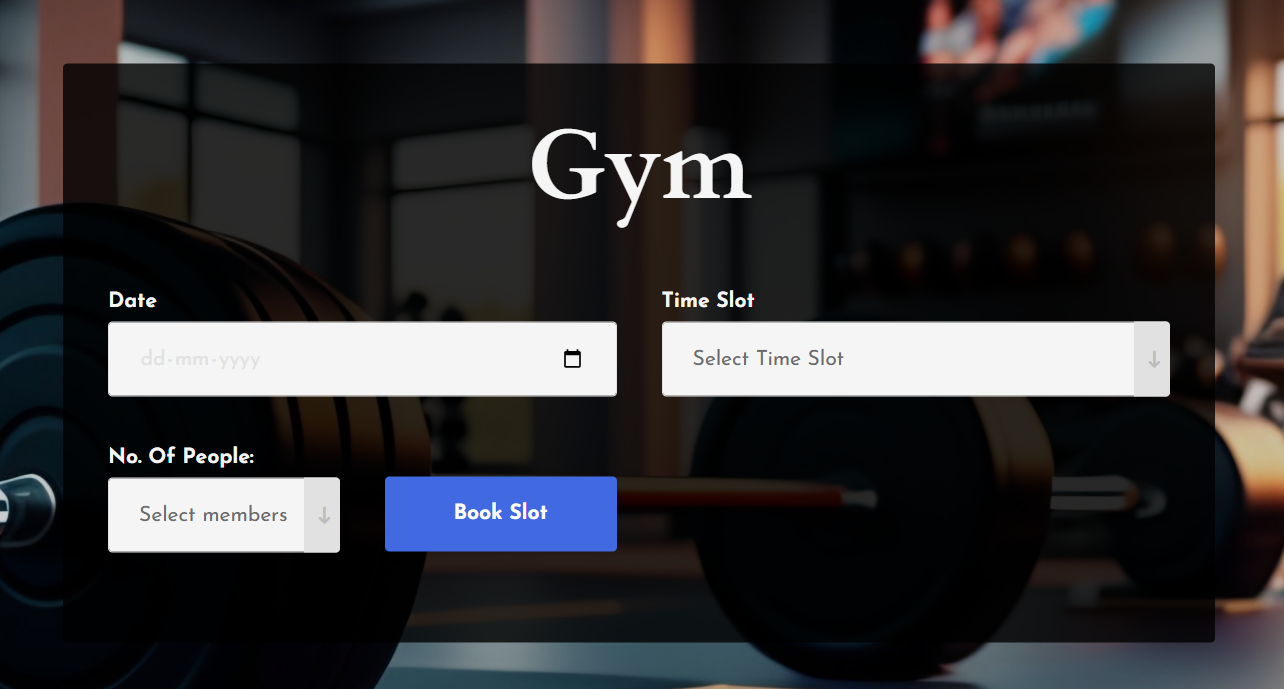 Gym
Date
Time Slot
dd-mm-yyyy
Select Time Slot
No. Of People:
Select members
Book Slot